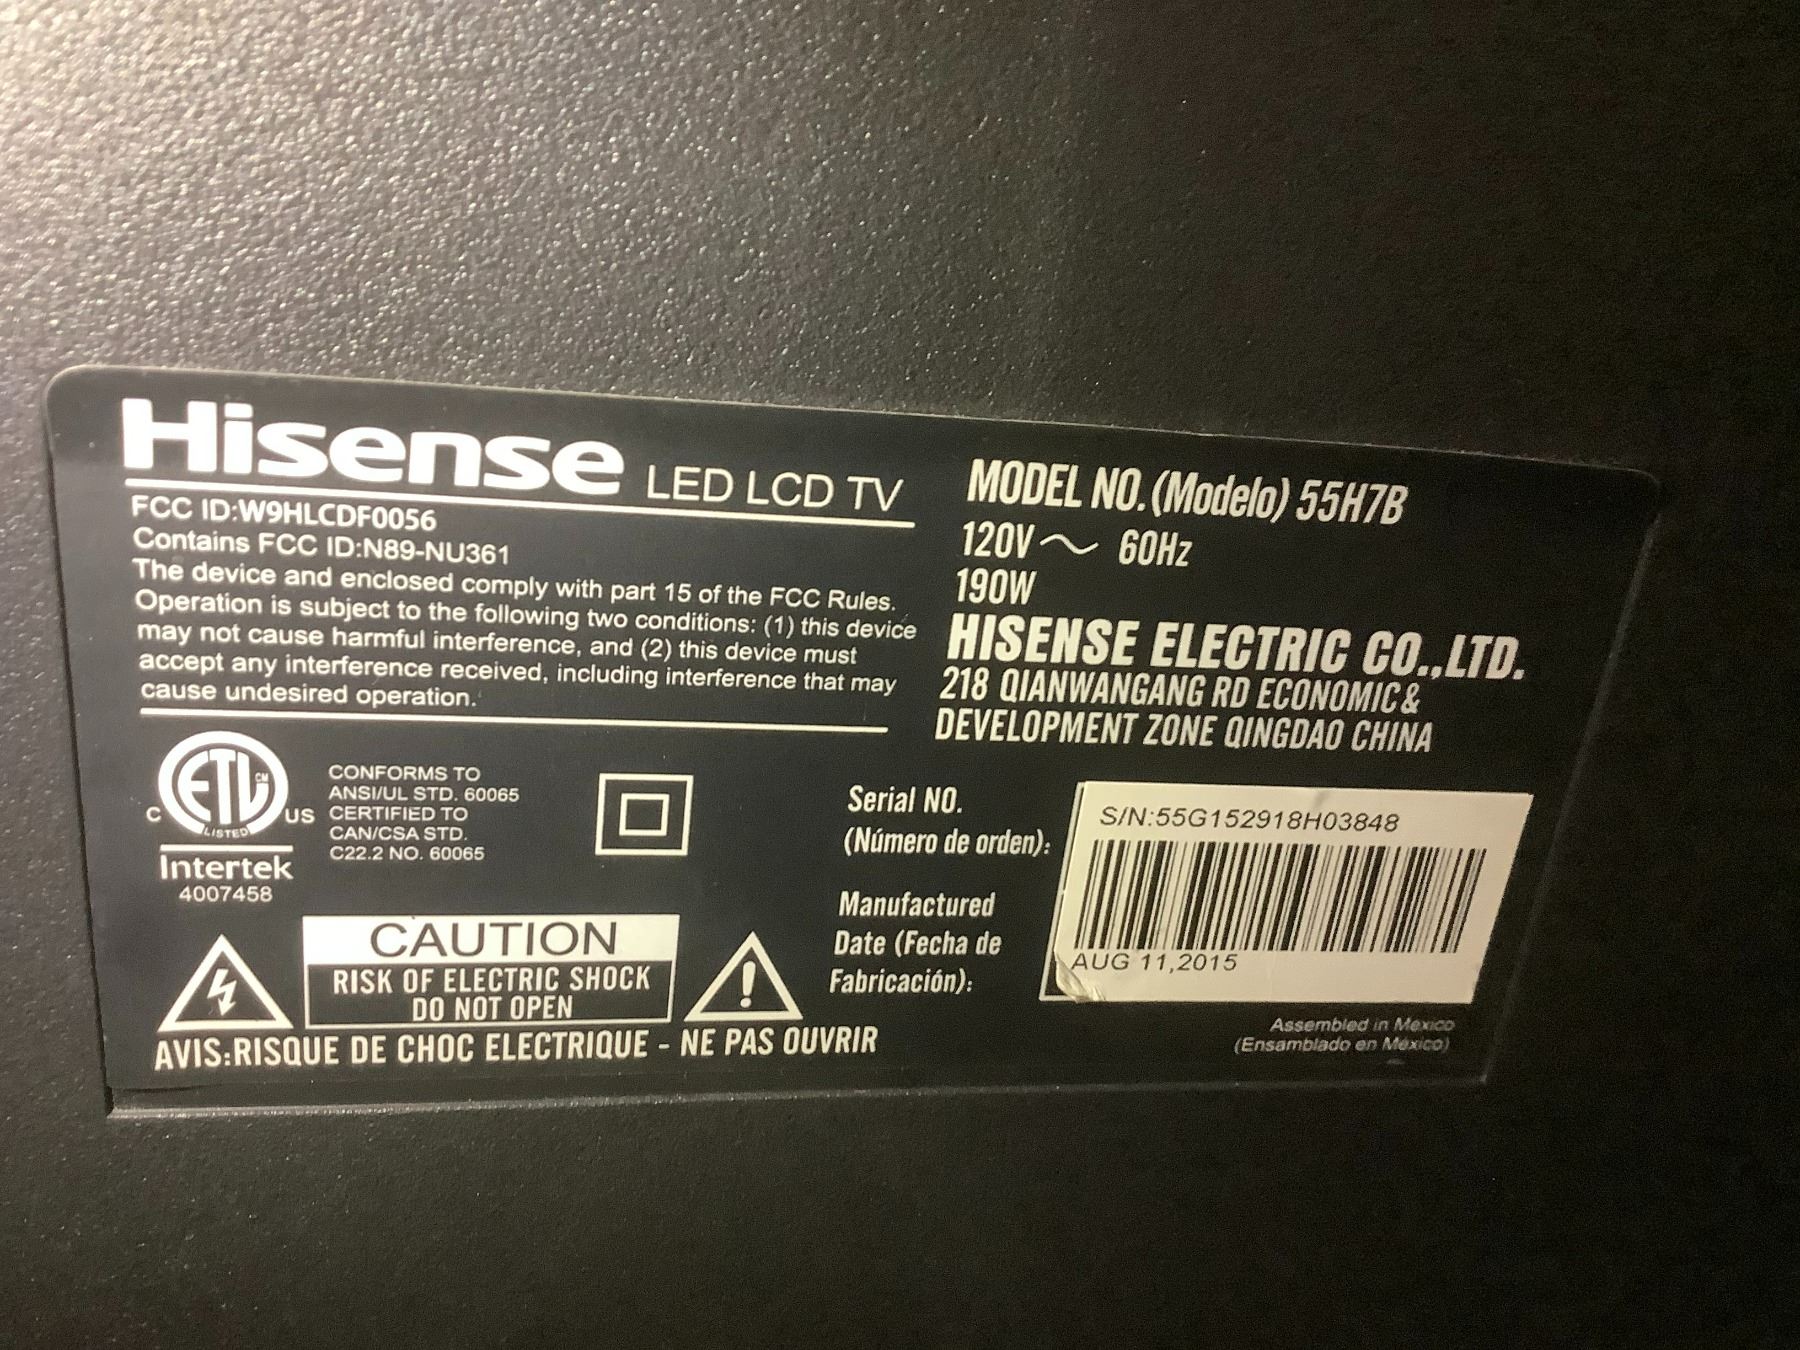 Hisense LED LCD TV
FCC ID:W9HLCDF0056
Contains FCC ID:N89-NU361
The device and enclosed comply with part 15 of the FCC Rules.
Operation is subject to the following two conditions: (1) this device
may not cause harmful interference, and (2) this device must
accept any interference received, including interference that may
cause undesired operation.
MODEL NO.(Modelo) 55H7B
120V ~ 60Hz
190W
HISENSE ELECTRIC CO.,LTD.
218 QIANWANGANG RD ECONOMIC&
DEVELOPMENT ZONE QINGDAO CHINA
C ETL CM US
LISTED
Intertek
4007458
CONFORMS TO
ANSI/UL STD. 60065
CERTIFIED TO
CAN/CSA STD.
C22.2 NO. 60065
CAUTION
RISK OF ELECTRIC SHOCK
DO NOT OPEN
AVIS:RISQUE DE CHOC ELECTRIQUE - NE PAS OUVRIR
Serial NO.
(Número de orden):
S/N:55G152918H03848
Manufactured
Date (Fecha de
Fabricación):
AUG 11,2015
Assembled in Mexico
(Ensamblado en México)